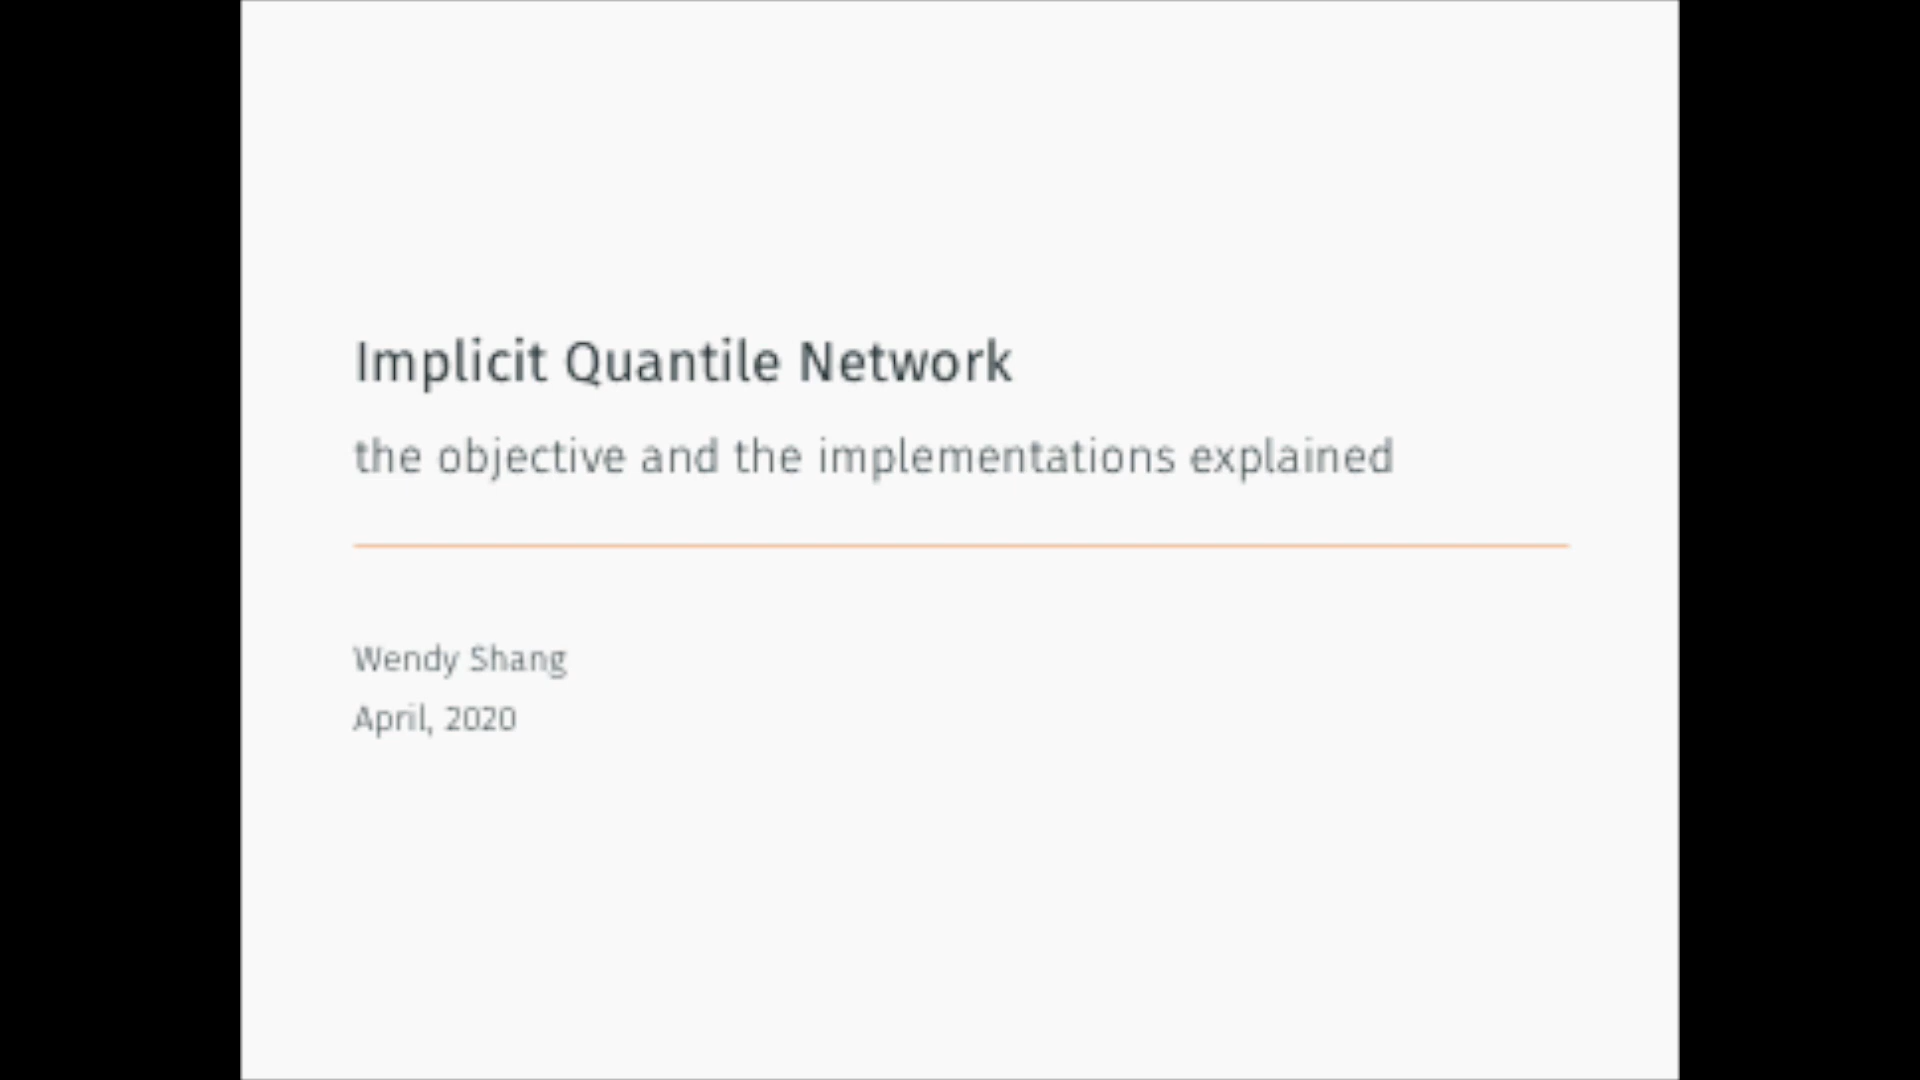 Implicit Quantile Network
the objective and the implementations explained
Wendy Shang
April, 2020